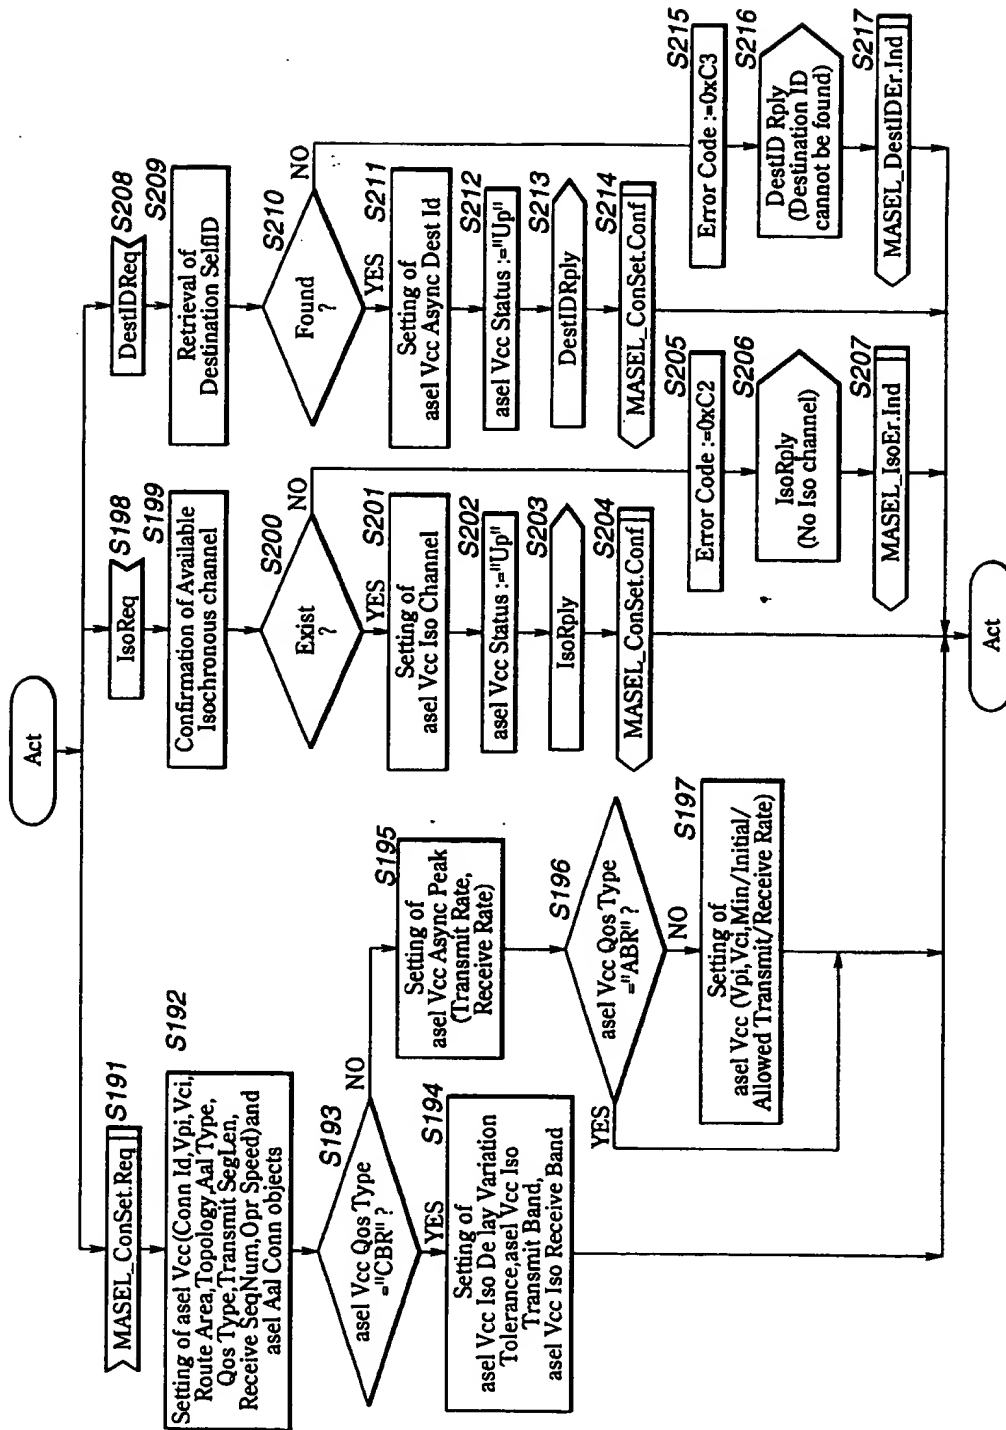 Act
MASEL_ConSet.Req
S191
Setting of asel Vcc(Conn Id,Vpi,Vci,
Route Area,Topology,Aal Type,
Qos Type,Transmit SegLen,
Receive SeqNum,Opr Speed)and
asel Aal Conn objects
S192
asel Vcc Qos Type
="CBR" ?
S193
NO
YES
S194
Setting of
asel Vcc Iso De lay Variation
Tolerance,asel Vcc Iso
Transmit Band,
asel Vcc Iso Receive Band
S195
Setting of
asel Vcc Async Peak
(Transmit Rate,
Receive Rate)
S196
asel Vcc Qos Type
="ABR" ?
YES
NO
S197
Setting of
asel Vcc (Vpi,Vci,Min/Initial/
Allowed Transmit/Receive Rate)
IsoReq
S198
S199
Confirmation of Available
Isochronous channel
S200
Exist
?
NO
YES
S201
Setting of
asel Vcc Iso Channel
S202
asel Vcc Status :="Up"
S203
IsoRply
S204
MASEL_ConSet.Conf
S205
Error Code :=0xC2
S206
IsoRply
(No Iso channel)
S207
MASEL_IsoEr.Ind
DestIDReq
S208
S209
Retrieval of
Destination SelfID
S210
Found
?
NO
YES
S211
Setting of
asel Vcc Async Dest Id
S212
asel Vcc Status :="Up"
S213
DestIDRply
S214
MASEL_ConSet.Conf
S215
Error Code :=0xC3
S216
DestID Rply
(Destination ID
cannot be found)
S217
MASEL_DestIDEr.Ind
Act